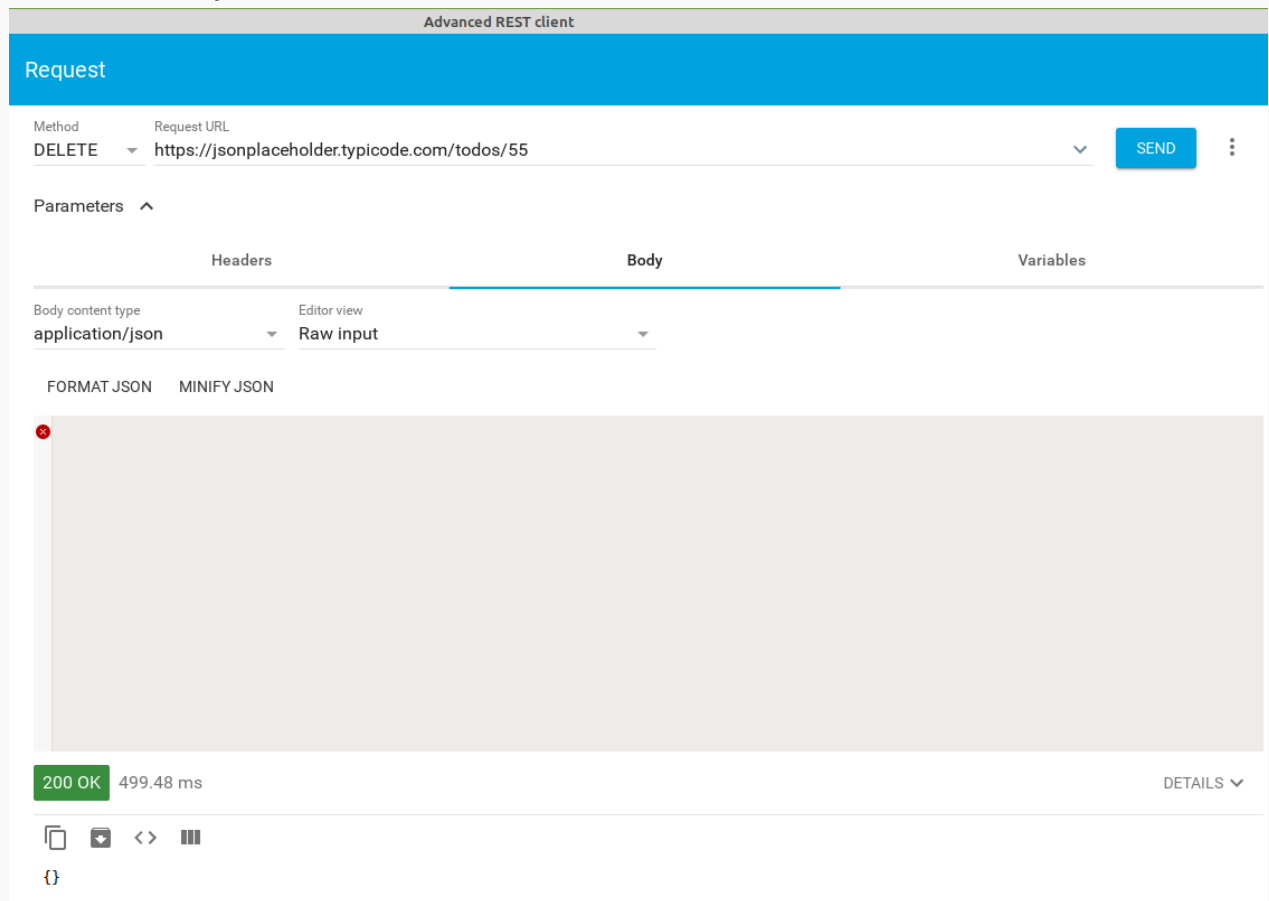 Advanced REST client
Request
Method Request URL
DELETE https://jsonplaceholder.typicode.com/todos/55 SEND
Parameters
Headers Body Variables
Body content type Editor view
application/json Raw input
FORMAT JSON MINIFY JSON
200 OK 499.48 ms DETAILS
{}